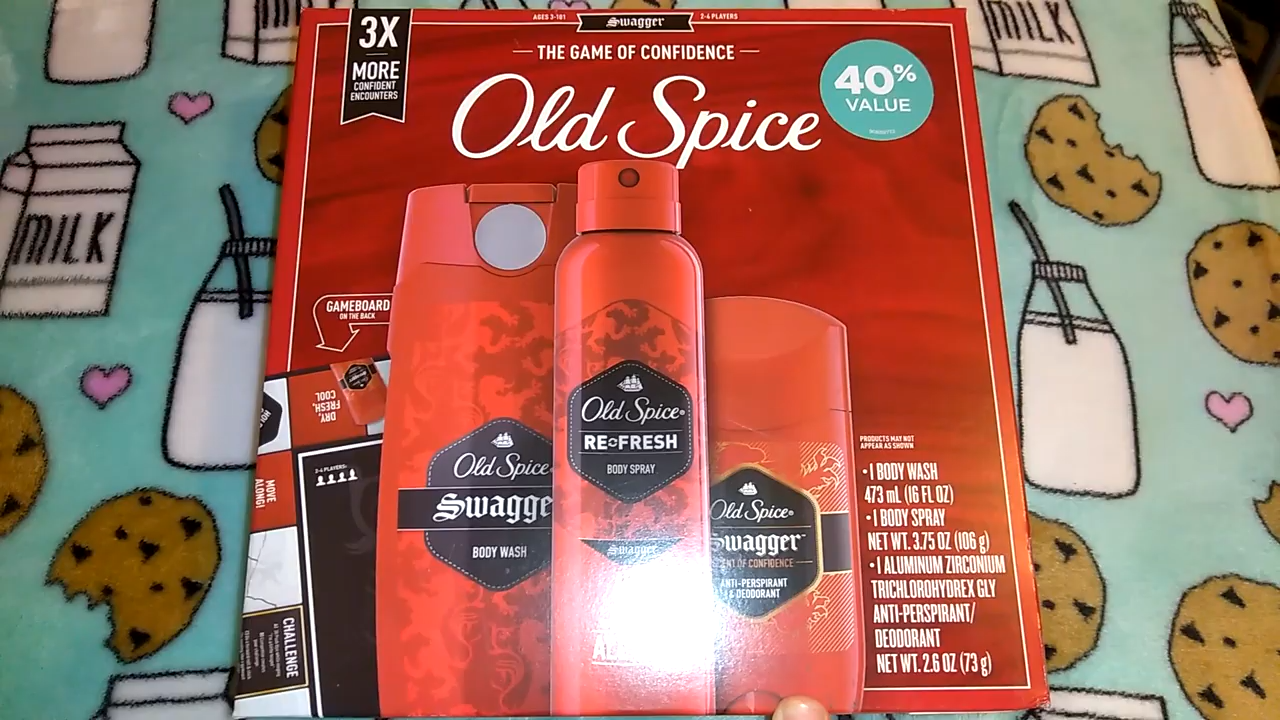 AGES 3-101
Swagger
2-4 PLAYERS
THE GAME OF CONFIDENCE
Old Spice
3X
MORE
CONFIDENT
ENCOUNTERS
40%
VALUE
MILK
MILK
MILK
GAMEBOARD
ON THE BACK
DRY,
FRESH,
COOL
MOVE
ALONG!
2-4 PLAYERS:
CHALLENGE
Old Spice
Swagge
BODY WASH
Old Spice
RE FRESH
BODY SPRAY
Swagger
Old Spice
Swagger
SCENT OF CONFIDENCE
ANTI-PERSPIRANT
& DEODORANT
PRODUCTS MAY NOT
APPEAR AS SHOWN
• 1 BODY WASH
473 mL (16 FL OZ)
• 1 BODY SPRAY
NET WT. 3.75 OZ (106 g)
• 1 ALUMINUM ZIRCONIUM
TRICHLOROHYDREX GLY
ANTI-PERSPIRANT/
DEODORANT
NET WT. 2.6 OZ (73 g)